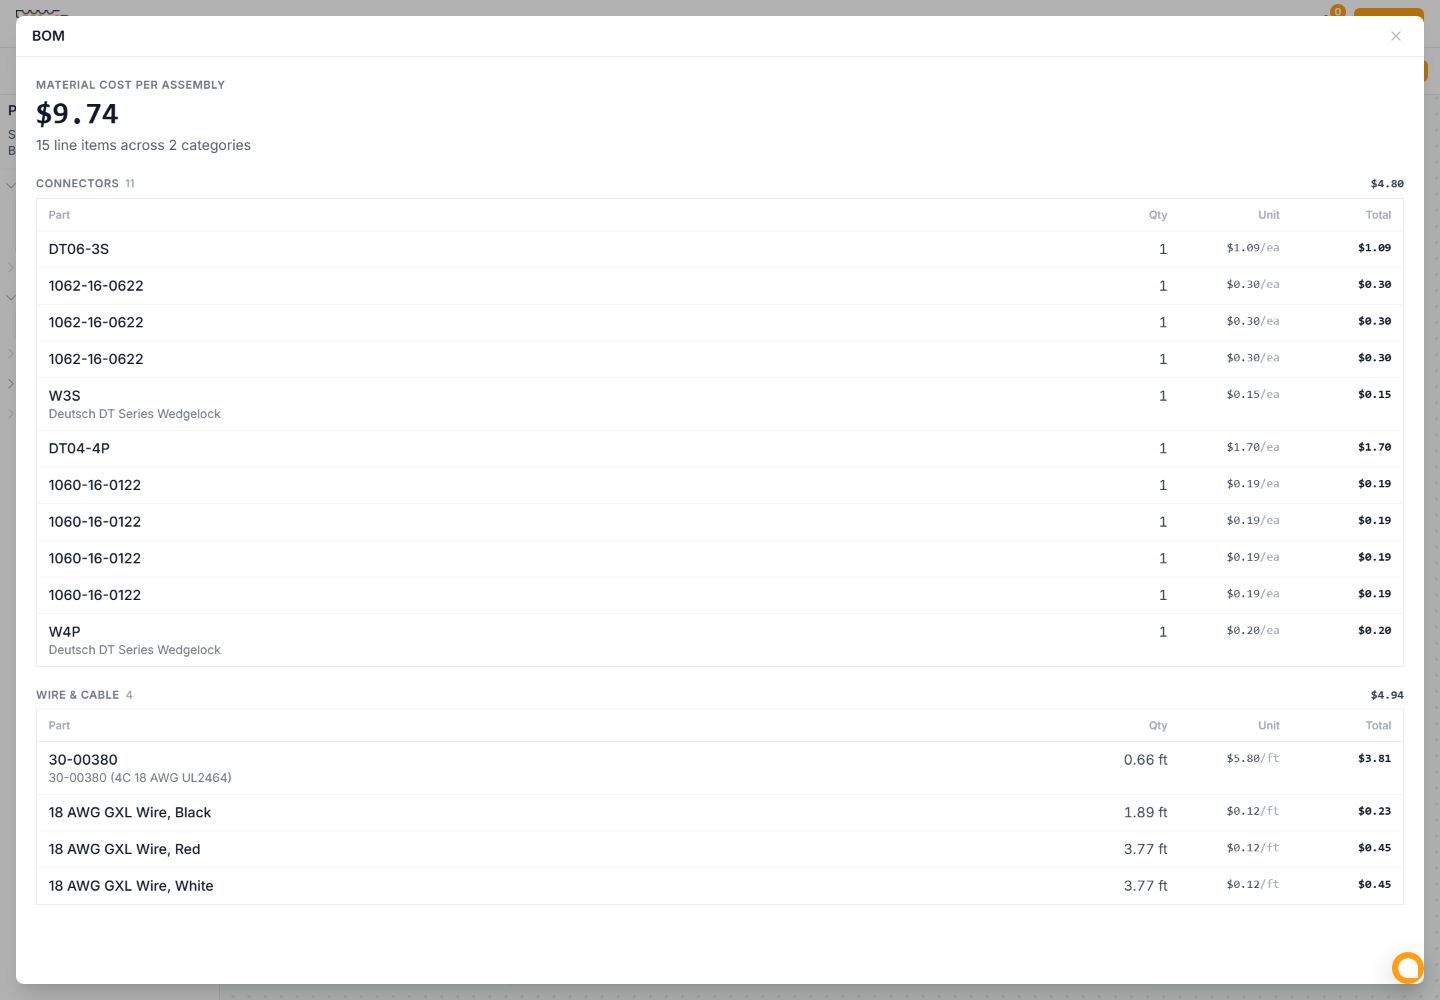 0
BOM
MATERIAL COST PER ASSEMBLY
$9.74
15 line items across 2 categories
CONNECTORS 11 $4.80
Part Qty Unit Total
DT06-3S 1 $1.09/ea $1.09
1062-16-0622 1 $0.30/ea $0.30
1062-16-0622 1 $0.30/ea $0.30
1062-16-0622 1 $0.30/ea $0.30
W3S 1 $0.15/ea $0.15
Deutsch DT Series Wedgelock
DT04-4P 1 $1.70/ea $1.70
1060-16-0122 1 $0.19/ea $0.19
1060-16-0122 1 $0.19/ea $0.19
1060-16-0122 1 $0.19/ea $0.19
1060-16-0122 1 $0.19/ea $0.19
W4P 1 $0.20/ea $0.20
Deutsch DT Series Wedgelock
WIRE & CABLE 4 $4.94
Part Qty Unit Total
30-00380 0.66 ft $5.80/ft $3.81
30-00380 (4C 18 AWG UL2464)
18 AWG GXL Wire, Black 1.89 ft $0.12/ft $0.23
18 AWG GXL Wire, Red 3.77 ft $0.12/ft $0.45
18 AWG GXL Wire, White 3.77 ft $0.12/ft $0.45